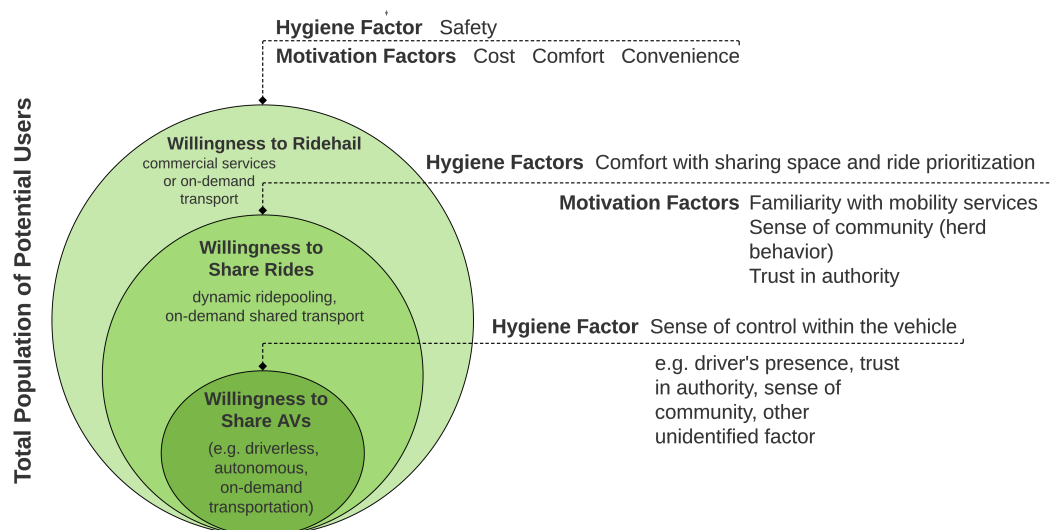 Total Population of Potential Users
Hygiene Factor Safety
Motivation Factors Cost Comfort Convenience
Willingness to Ridehail
commercial services
or on-demand
transport
Hygiene Factors Comfort with sharing space and ride prioritization
Motivation Factors Familiarity with mobility services
Sense of community (herd
behavior)
Trust in authority
Willingness to
Share Rides
dynamic ridepooling,
on-demand shared transport
Hygiene Factor Sense of control within the vehicle
e.g. driver's presence, trust
in authority, sense of
community, other
unidentified factor
Willingness to
Share AVs
(e.g. driverless,
autonomous,
on-demand
transportation)